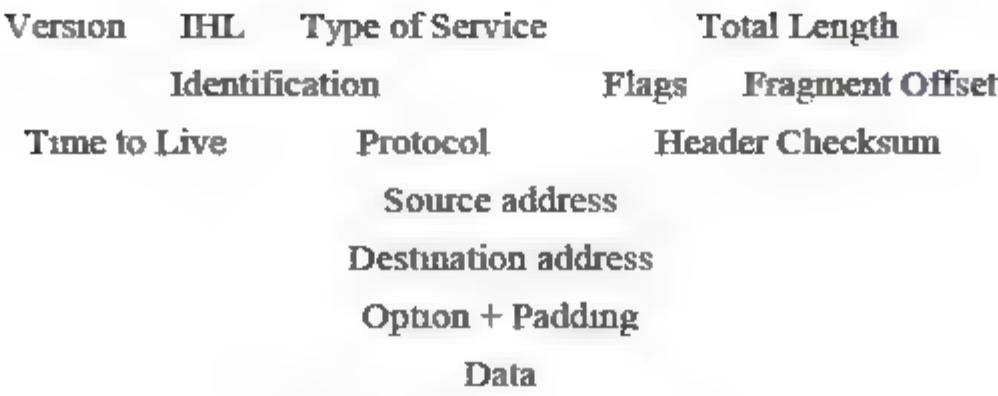 Version IHL Type of Service Total Length
Identification Flags Fragment Offset
Time to Live Protocol Header Checksum
Source address
Destination address
Option + Padding
Data